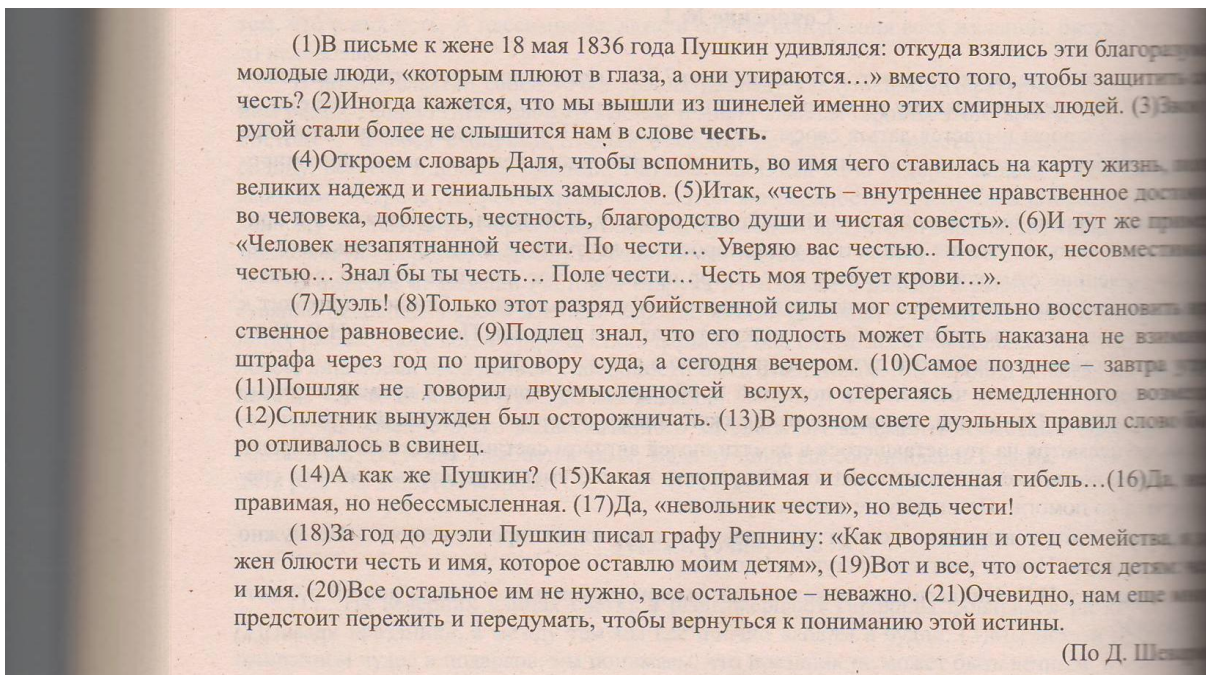 (1)В письме к жене 18 мая 1836 года Пушкин удивлялся: откуда взялись эти
молодые люди, «которым плюют в глаза, а они утираются…» вместо того, чтобы защитить
честь? (2)Иногда кажется, что мы вышли из шинелей именно этих смирных людей.
ругой стали более не слышится нам в слове честь.
(4)Откроем словарь Даля, чтобы вспомнить, во имя чего ставилась на карту жизнь,
великих надежд и гениальных замыслов. (5)Итак, «честь – внутреннее нравственное
во человека, доблесть, честность, благородство души и чистая совесть». (6)И тут же
«Человек незапятнанной чести. По чести… Уверяю вас честью.. Поступок,
честью… Знал бы ты честь… Поле чести… Честь моя требует крови…».
(7)Дуэль! (8)Только этот разряд убийственной силы мог стремительно восстановить
ственное равновесие. (9)Подлец знал, что его подлость может быть наказана не
штрафа через год по приговору суда, а сегодня вечером. (10)Самое позднее – завтра
(11)Пошляк не говорил двусмысленностей вслух, остерегаясь немедленного
(12)Сплетник вынужден был осторожничать. (13)В грозном свете дуэльных правил слово
ро отливалось в свинец.
(14)А как же Пушкин? (15)Какая непоправимая и бессмысленная гибель…(16)Да,
правимая, но небессмысленная. (17)Да, «невольник чести», но ведь чести!
(18)За год до дуэли Пушкин писал графу Репнину: «Как дворянин и отец семейства,
жен блюсти честь и имя, которое оставлю моим детям», (19)Вот и все, что остается детям:
и имя. (20)Все остальное им не нужно, все остальное – неважно. (21)Очевидно, нам еще
предстоит пережить и передумать, чтобы вернуться к пониманию этой истины.
(По Д.